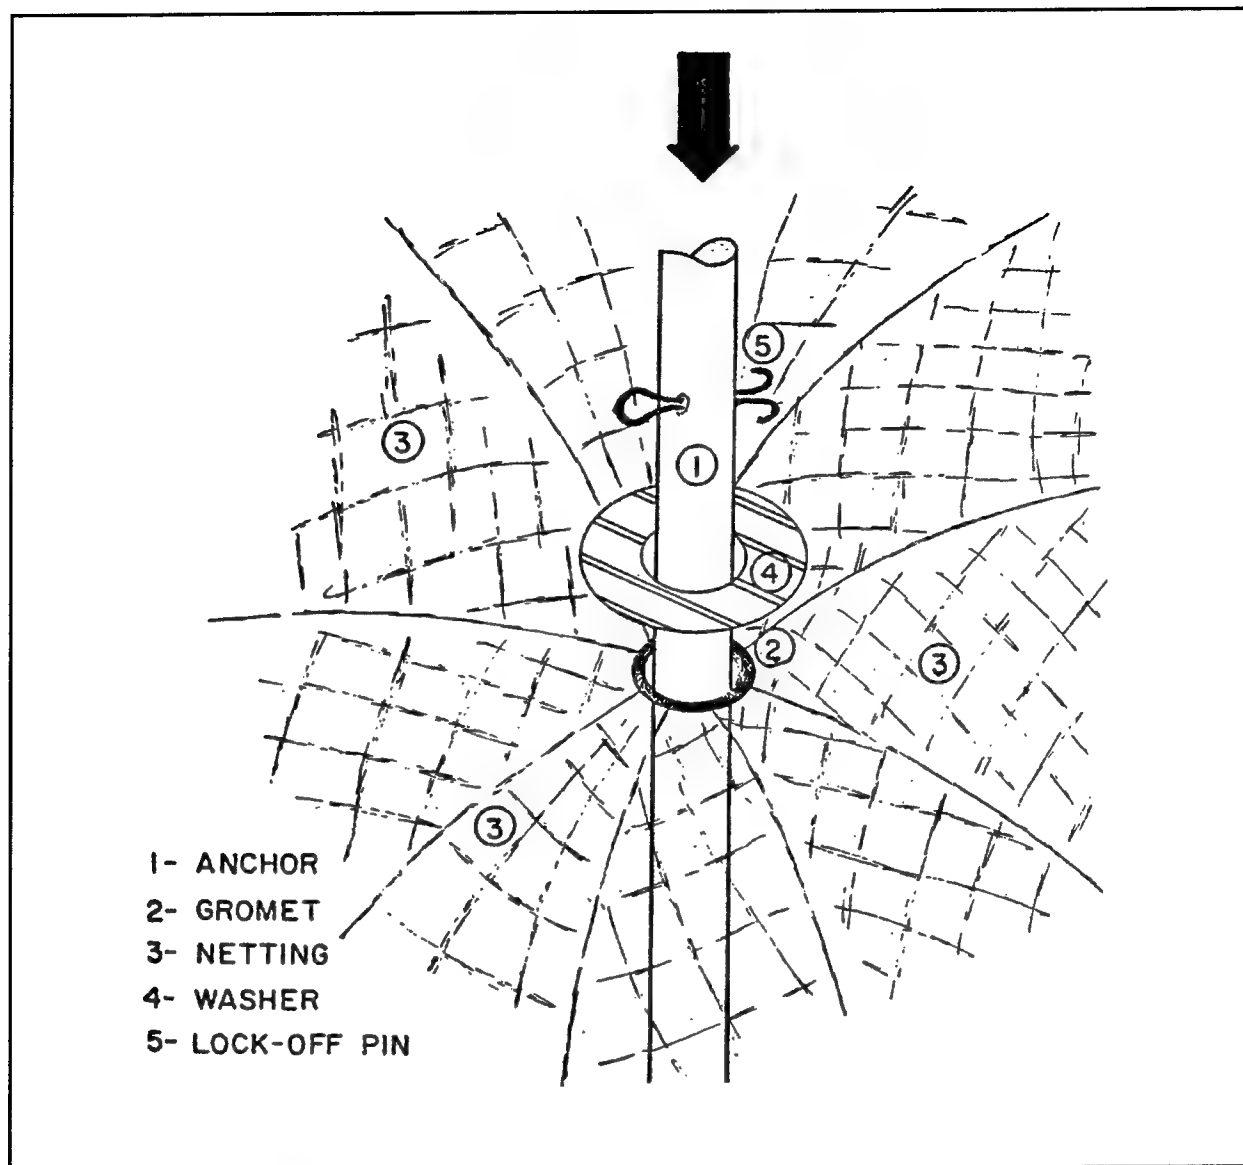 5
3
1
4
2
3
3
1- ANCHOR
2- GROMET
3- NETTING
4- WASHER
5- LOCK-OFF PIN